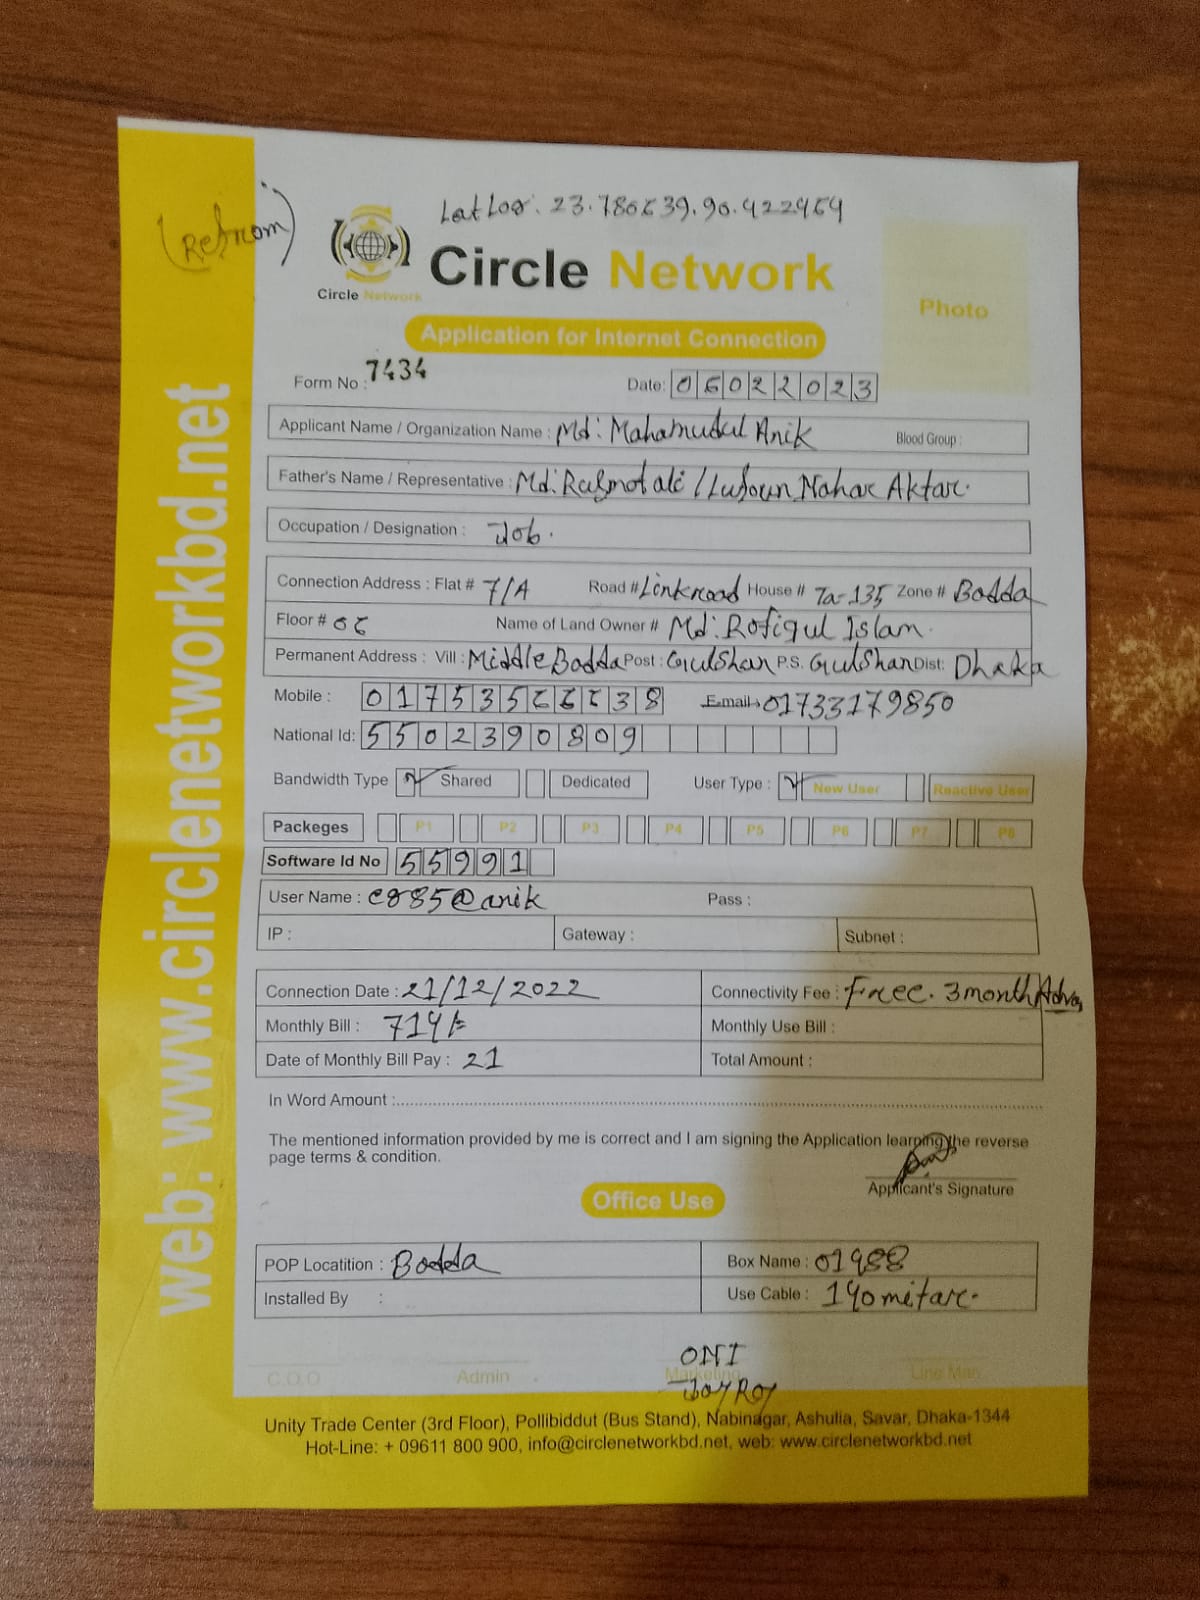 (Refrom)
Lat Log. 23.780639.90.422464
Circle Network
Circle Network
Photo
Application for Internet Connection
Form No : 7434
Date: 06022023
Applicant Name / Organization Name : Md: Mahamudul Anik Blood Group :
Father's Name / Representative : Md: Rahmot ali / Lufoun Nahar Aktar.
Occupation / Designation : Job.
Connection Address : Flat # 7/A Road # Linkroad House # Ta-135 Zone # Badda
Floor # 06 Name of Land Owner # Md: Rofiqul Islam.
Permanent Address : Vill : Middle Badda Post : Gulshan P.S. Gulshan Dist: Dhaka
Mobile : 01753566638 Email: 01733179850
National Id: 5502390809
Bandwidth Type Shared Dedicated User Type : New User Reactive User
Packeges P1 P2 P3 P4 P5 P6 P7 P8
Software Id No 55991
User Name : c885@anik Pass :
IP : Gateway : Subnet :
Connection Date : 21/12/2022 Connectivity Fee : Free. 3 month Adva
Monthly Bill : 714/= Monthly Use Bill :
Date of Monthly Bill Pay : 21 Total Amount :
In Word Amount :
The mentioned information provided by me is correct and I am signing the Application learning the reverse
page terms & condition.
Applicant's Signature
Office Use
POP Locatition : Badda Box Name : 01988
Installed By : Use Cable : 140 mitar.
ONI
C.O.O Admin Marketing Line Man
Joy Roy
Unity Trade Center (3rd Floor), Pollibiddut (Bus Stand), Nabinagar, Ashulia, Savar, Dhaka-1344
Hot-Line: + 09611 800 900, info@circlenetworkbd.net, web: www.circlenetworkbd.net
web: www.circlenetworkbd.net